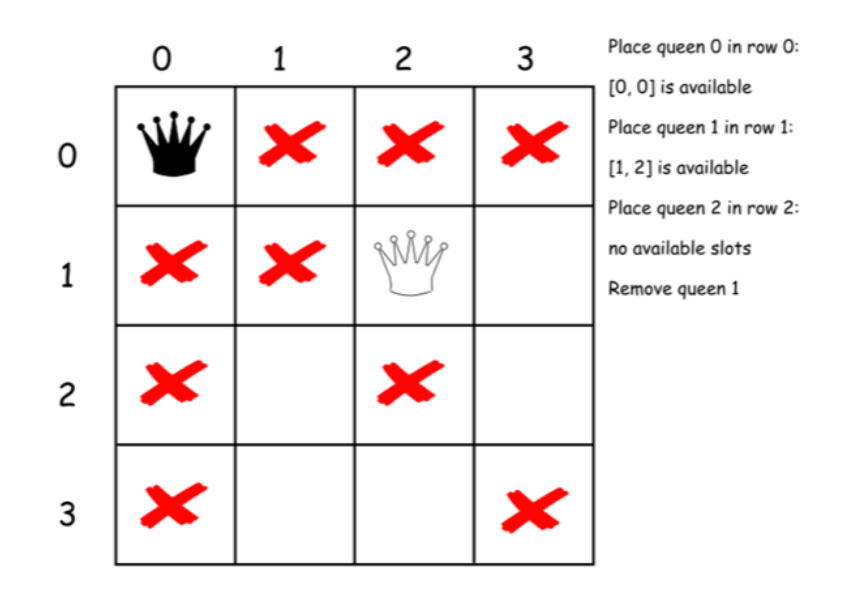 0 1 2 3
0
1
2
3
Place queen 0 in row 0:
[0, 0] is available
Place queen 1 in row 1:
[1, 2] is available
Place queen 2 in row 2:
no available slots
Remove queen 1